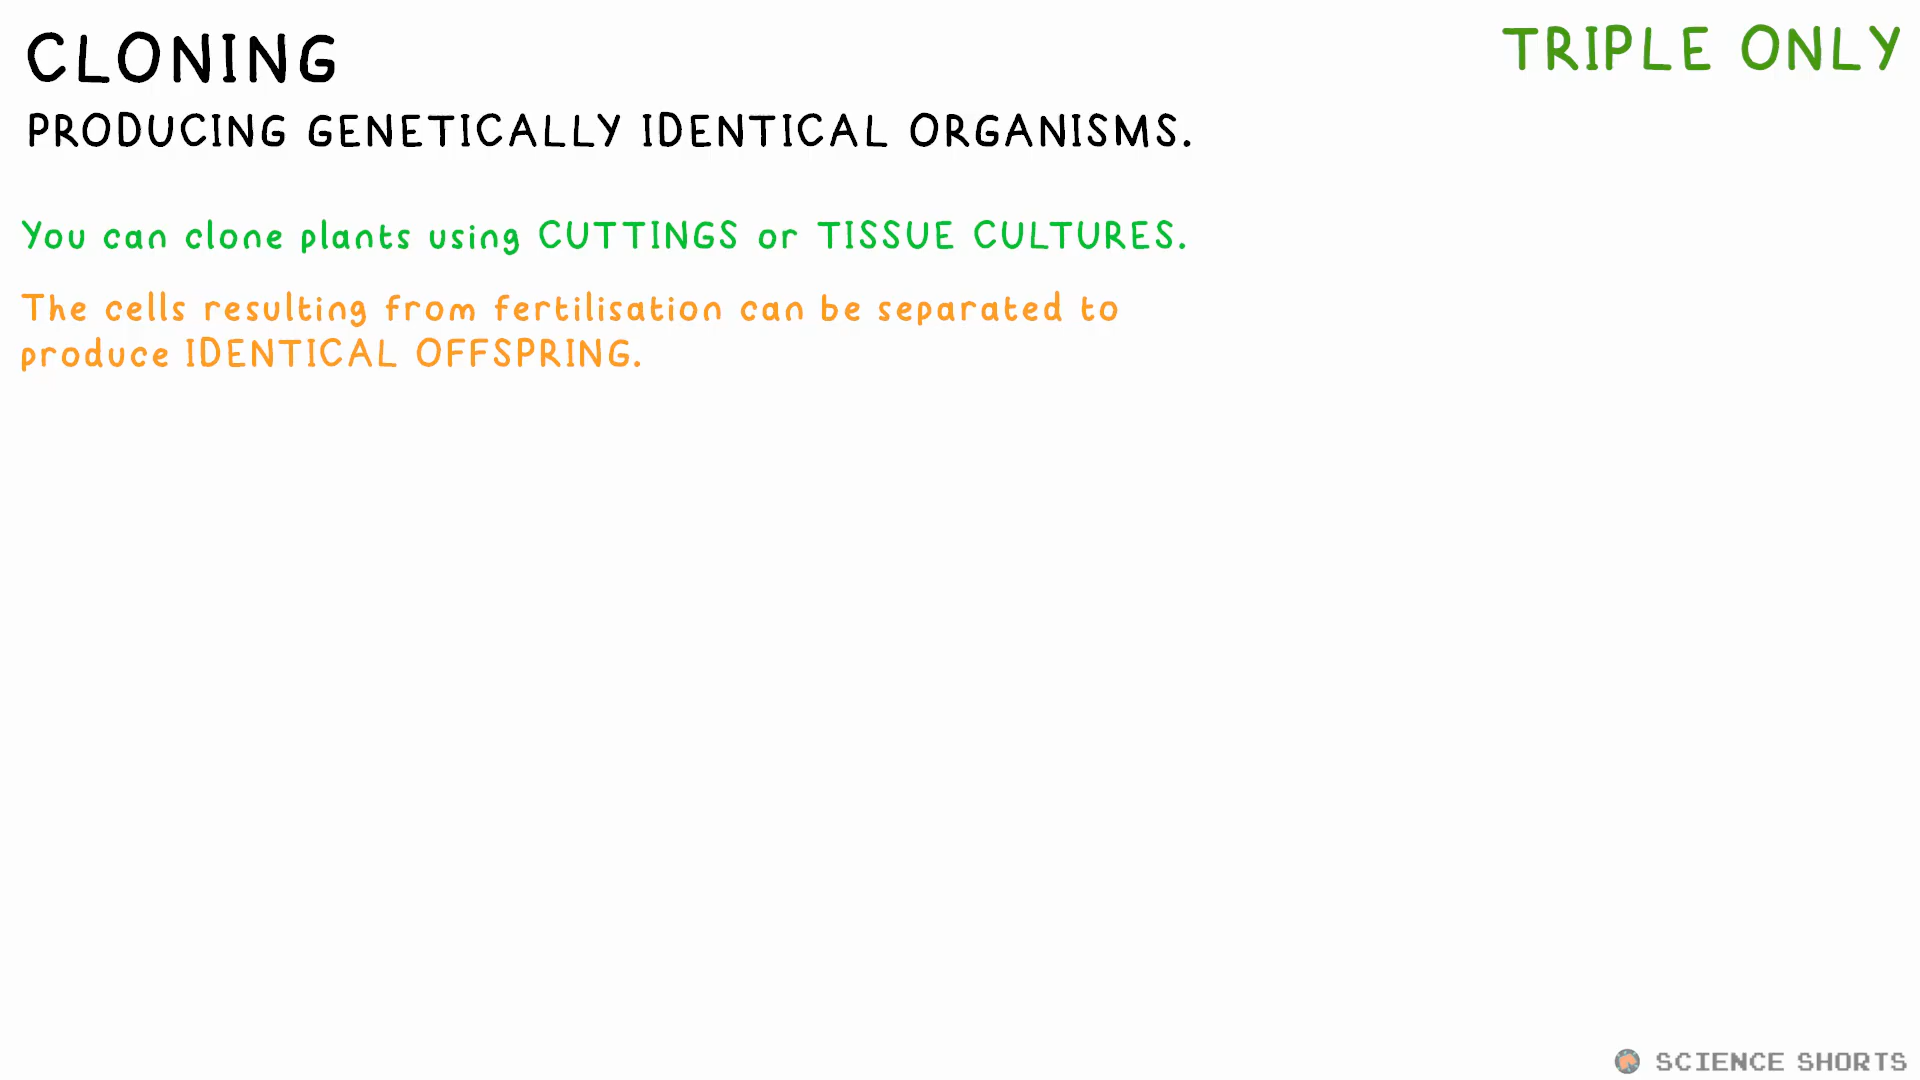 CLONING
TRIPLE ONLY
PRODUCING GENETICALLY IDENTICAL ORGANISMS.
You can clone plants using CUTTINGS or TISSUE CULTURES.
The cells resulting from fertilisation can be separated to
produce IDENTICAL OFFSPRING.
SCIENCE SHORTS